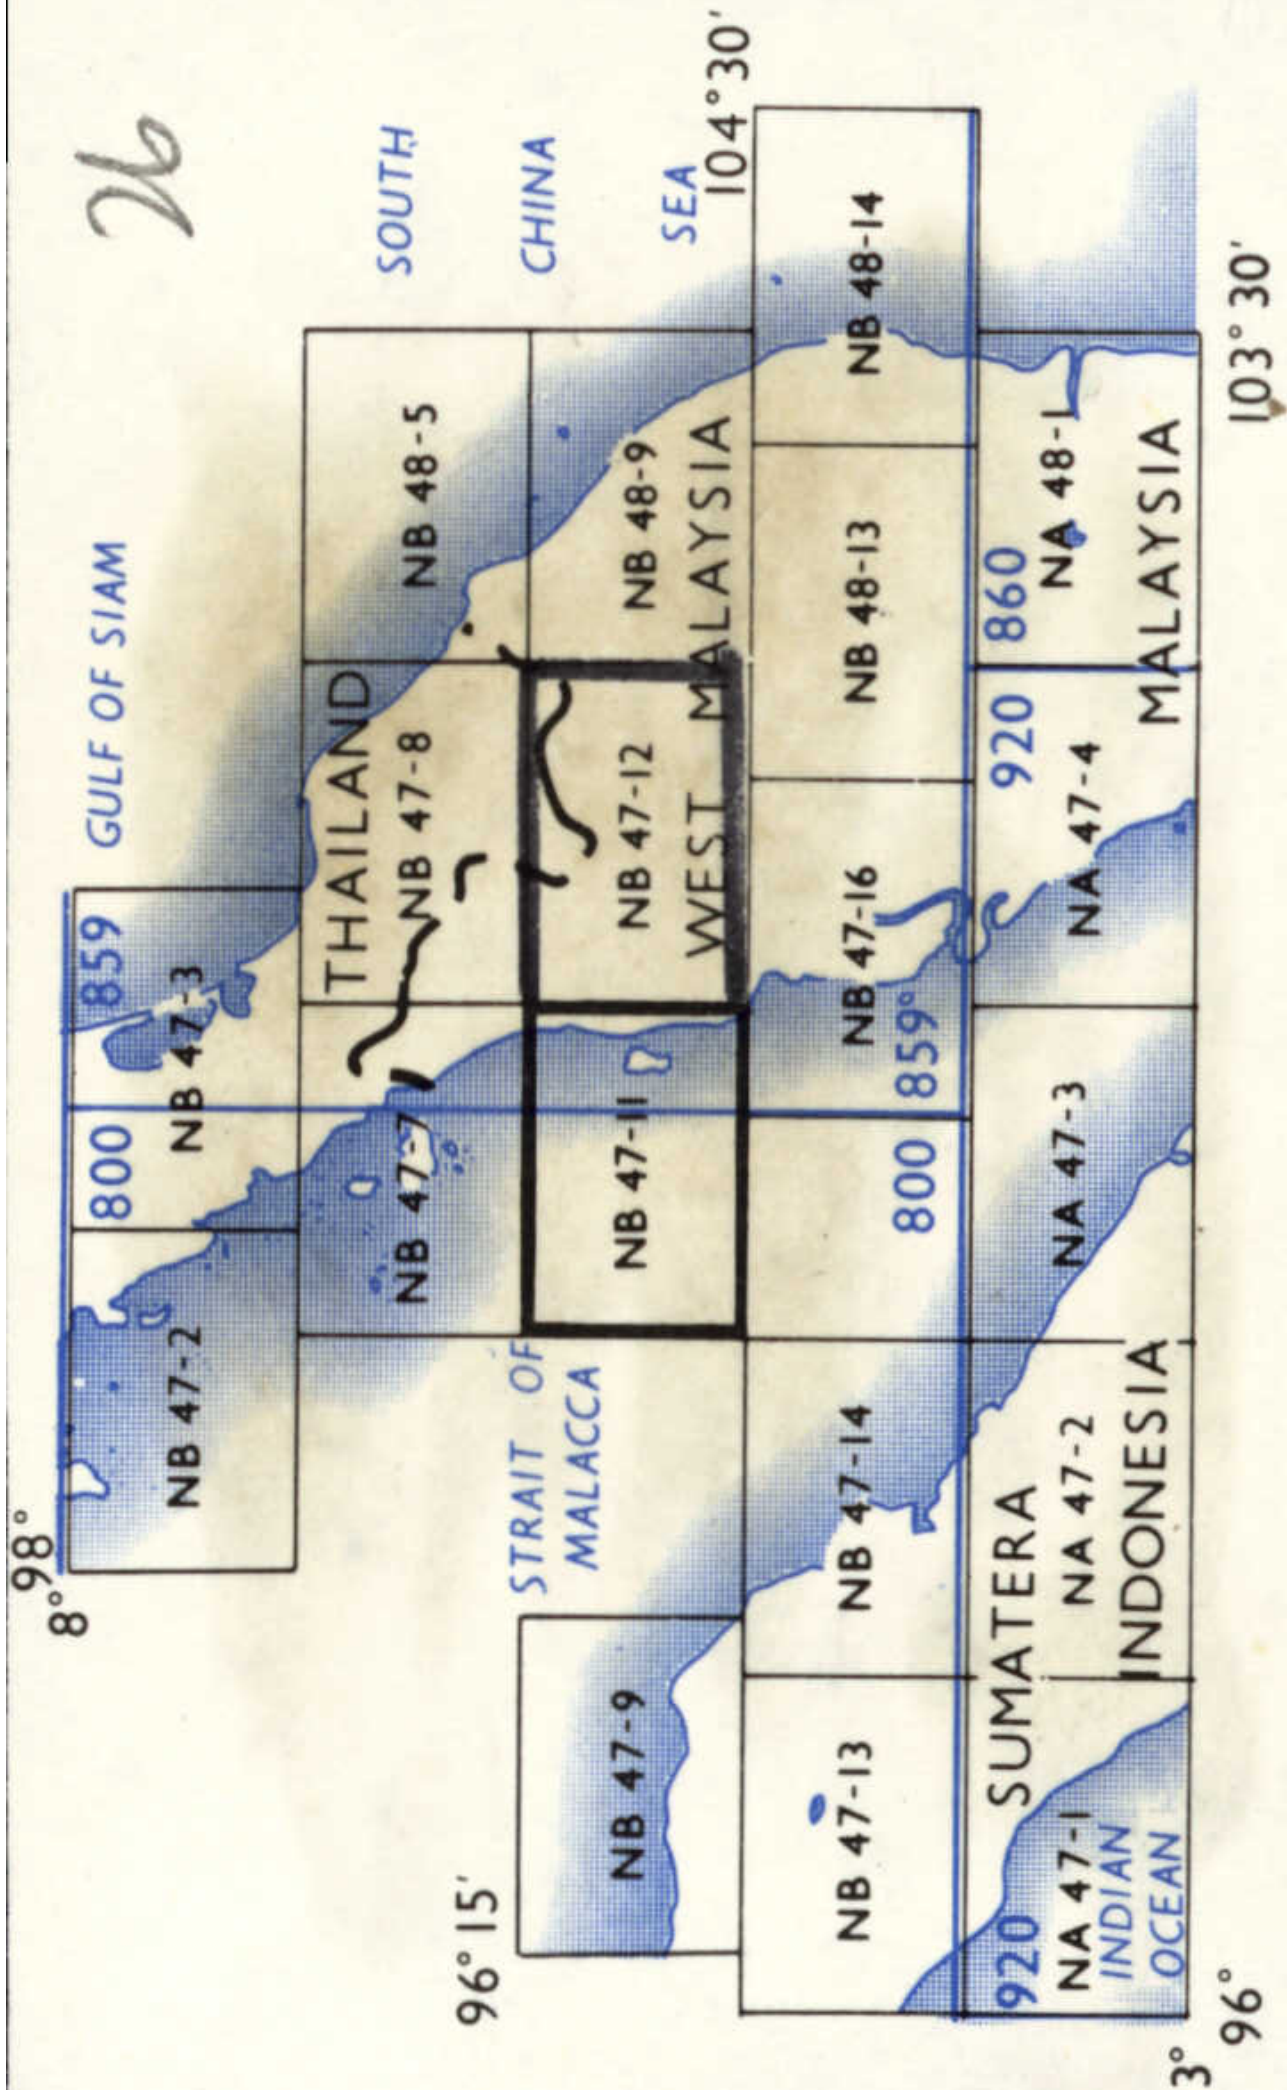 26
8°
98°
GULF OF SIAM
800
859
NB 47-2
NB 47-3
SOUTH
CHINA
SEA
THAILAND
NB 47-7
NB 47-8
NB 48-5
96° 15'
STRAIT OF
MALACCA
NB 47-9
NB 47-11
NB 47-12
NB 48-9
WEST MALAYSIA
104° 30'
NB 47-13
NB 47-14
NB 47-16
NB 48-13
NB 48-14
800
859°
920
SUMATERA
920
860
NA 47-1
NA 47-2
NA 47-3
NA 47-4
NA 48-1
INDIAN
OCEAN
INDONESIA
MALAYSIA
3°
96°
103° 30'